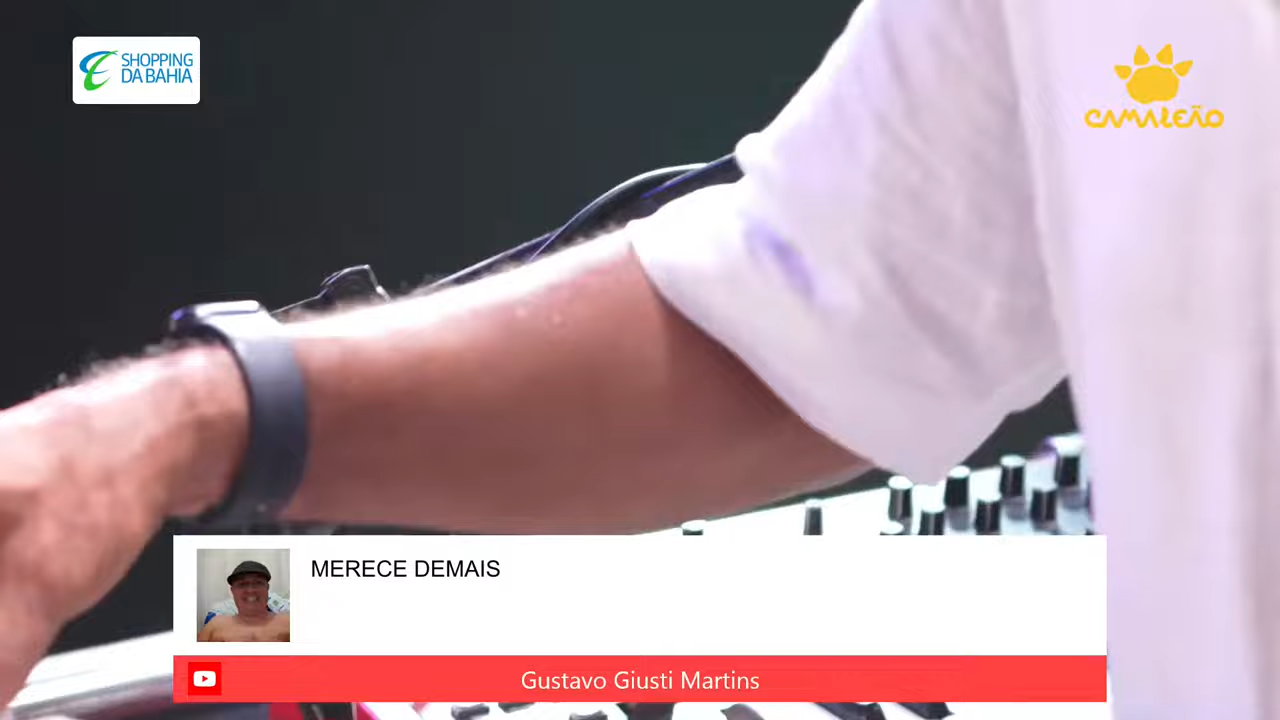 SHOPPING
DA BAHIA
CAMALEÃO
MERECE DEMAIS
Gustavo Giusti Martins